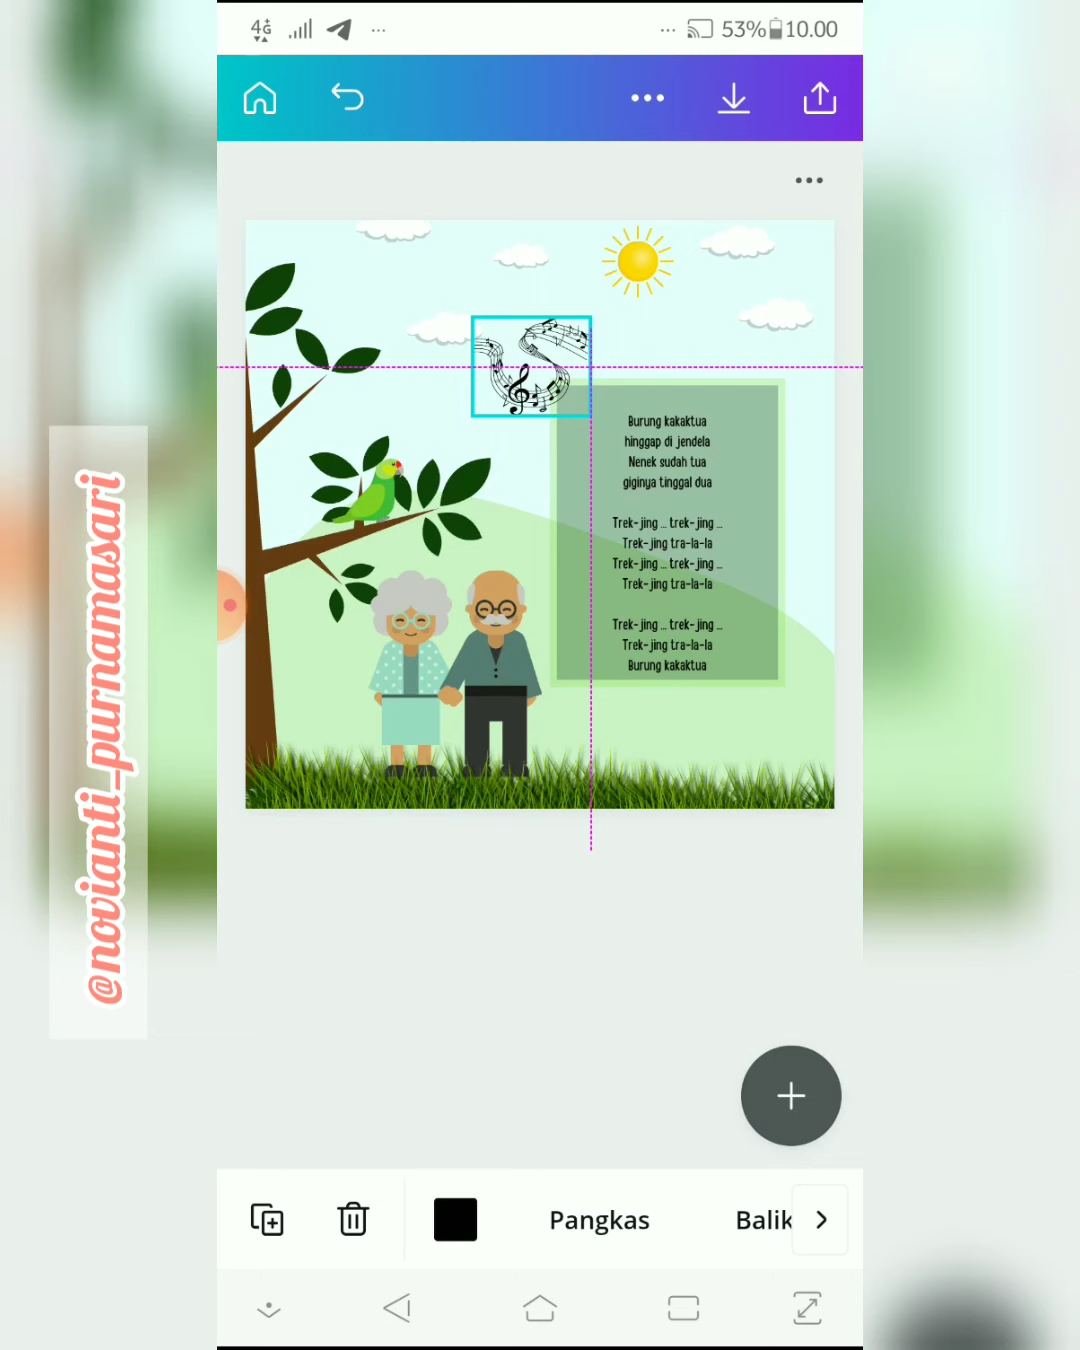 4G
53%
10.00
Burung kakaktua
hinggap di jendela
Nenek sudah tua
giginya tinggal dua
Trek-jing ... trek-jing ...
Trek-jing tra-la-la
Trek-jing ... trek-jing ...
Trek-jing tra-la-la
Trek-jing ... trek-jing ...
Trek-jing tra-la-la
Burung kakaktua
@novianti_purnamasari
Pangkas
Balik